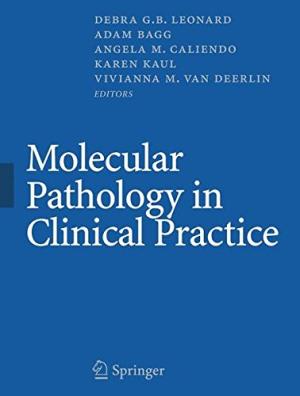 DEBRA G.B. LEONARD
ADAM BAGG
ANGELA M. CALIENDO
KAREN KAUL
VIVIANNA M. VAN DEERLIN
EDITORS
Molecular
Pathology in
Clinical Practice
Springer